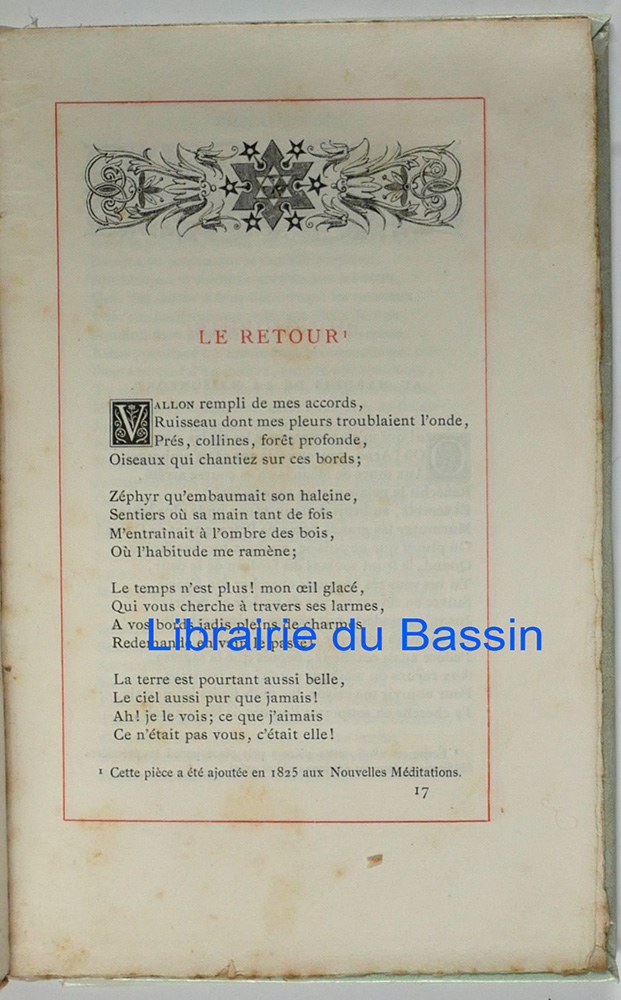 LE RETOUR¹
VALLON rempli de mes accords,
Ruisseau dont mes pleurs troublaient l'onde,
Prés, collines, forêt profonde,
Oiseaux qui chantiez sur ces bords;
Zéphyr qu'embaumait son haleine,
Sentiers où sa main tant de fois
M'entraînait à l'ombre des bois,
Où l'habitude me ramène;
Le temps n'est plus! mon œil glacé,
Qui vous cherche à travers ses larmes,
A vos bords jadis pleins de charmes
Redemande en vain le passé!
Librairie du Bassin
La terre est pourtant aussi belle,
Le ciel aussi pur que jamais!
Ah! je le vois; ce que j'aimais
Ce n'était pas vous, c'était elle!
¹ Cette pièce a été ajoutée en 1825 aux Nouvelles Méditations.
17